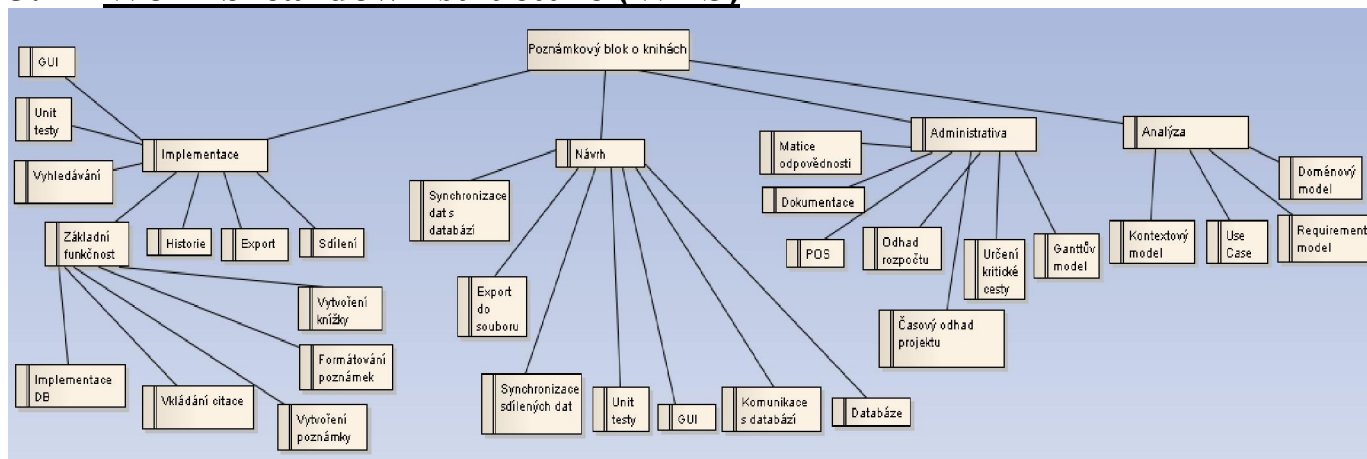 Poznámkový blok o knihách
GUI
Unit
testy
Vyhledávání
Implementace
Základní
funkčnost
Historie
Export
Sdílení
Vytvoření
knížky
Formátování
poznámek
Vytvoření
poznámky
Vkládání citace
Implementace
DB
Návrh
Synchronizace
dat s
databází
Export
do
souboru
Synchronizace
sdílených dat
Unit
testy
GUI
Komunikace
s databází
Databáze
Administrativa
Matice
odpovědnosti
Dokumentace
POS
Odhad
rozpočtu
Časový odhad
projektu
Určení
kritické
cesty
Ganttův
model
Analýza
Kontextový
model
Use
Case
Requirement
model
Doménový
model